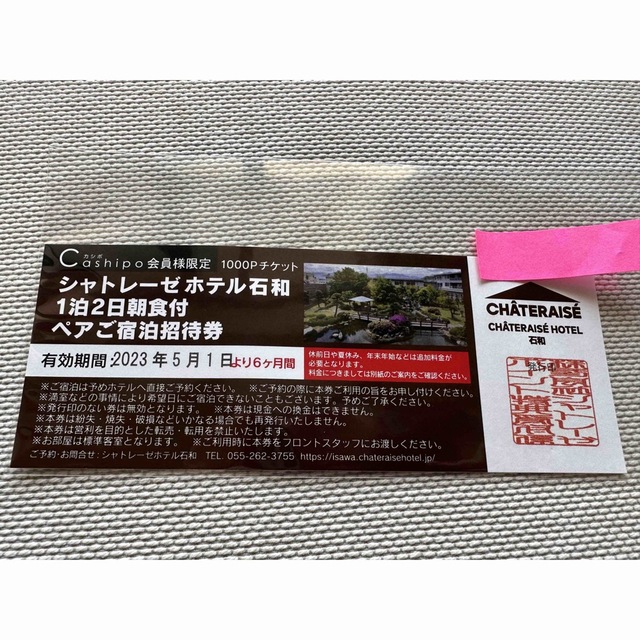 カシポ
Cashipo会員様限定 1000Pチケット
シャトレーゼホテル石和
1泊2日朝食付
ペアご宿泊招待券
有効期間:2023年5月1日より6ヶ月間
休前日や夏休み、年末年始などは追加料金が
必要となります。
料金につきましては別紙のご案内をご確認ください。
※ご宿泊は予めホテルへ直接ご予約ください。 ※ご予約の際に本券ご利用の旨をお申し付けください。
※満室などの事情により希望日にご宿泊できないこともございます。予めご了承ください。
※発行印のない券は無効となります。 ※本券は現金への換金はできません。
※本券は紛失・焼失・破損などいかなる場合でも再発行いたしません。
※本券は営利を目的とした転売・転用を禁止いたします。
※お部屋は標準客室となります。 ※ご利用時に本券をフロントスタッフにお渡しください。
ご予約・お問合せ:シャトレーゼホテル石和 TEL 055-262-3755 https://isawa.chateraisehotel.jp/
CHÂTERAISÉ
CHÂTERAISÉ HOTEL
石和
発行印